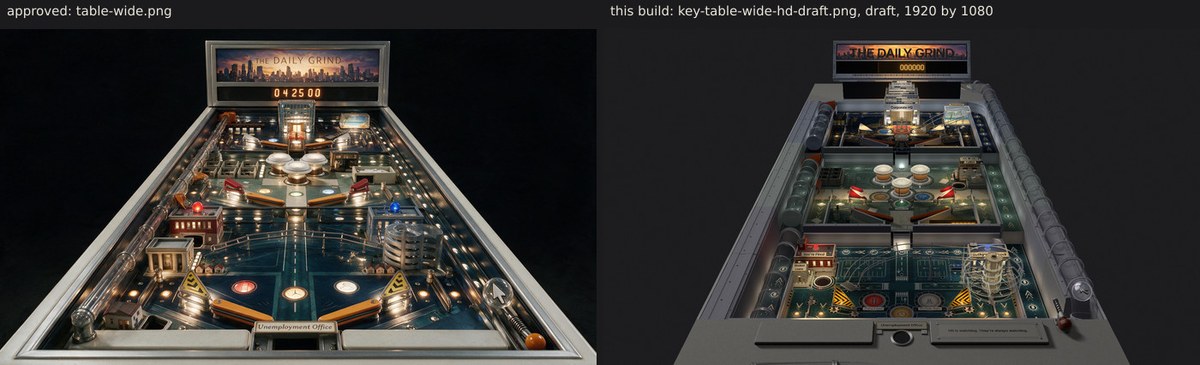 approved: table-wide.png
this build: key-table-wide-hd-draft.png, draft, 1920 by 1080
THE DAILY GRIND
042500
Unemployment Office
THE DAILY GRIND
000000